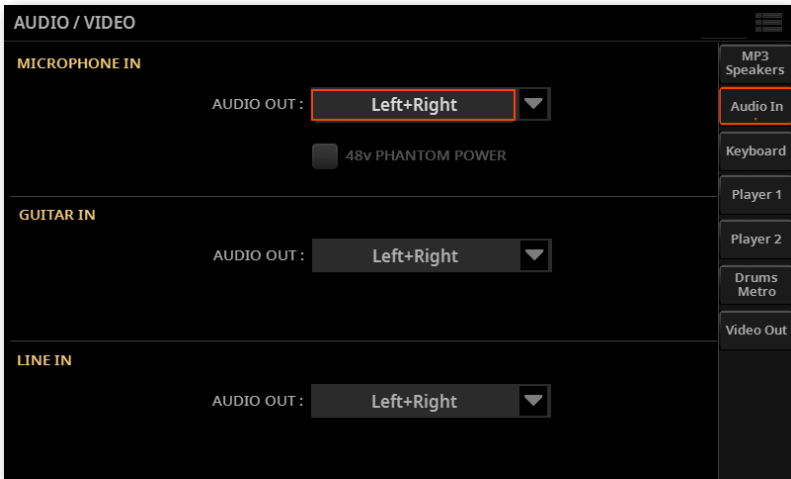 AUDIO / VIDEO
MICROPHONE IN
AUDIO OUT : Left+Right
48v PHANTOM POWER
GUITAR IN
AUDIO OUT : Left+Right
LINE IN
AUDIO OUT : Left+Right
MP3
Speakers
Audio In
Keyboard
Player 1
Player 2
Drums
Metro
Video Out